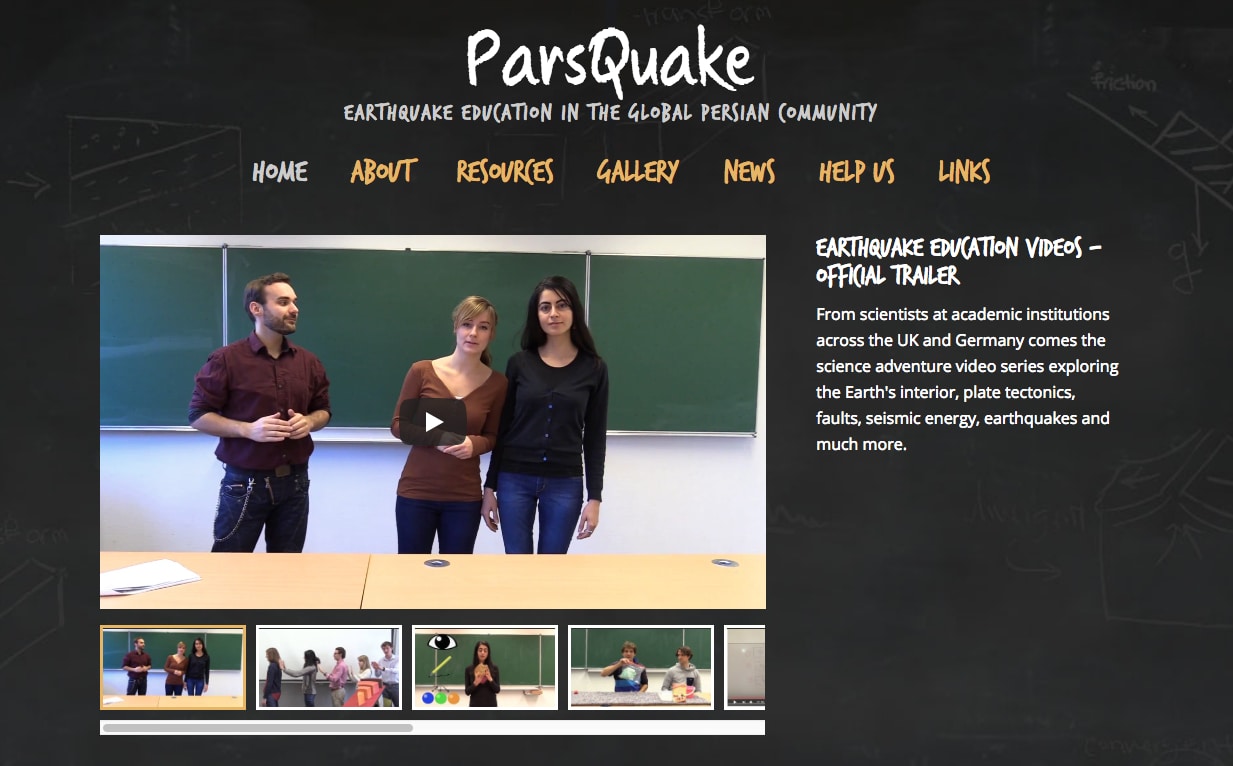 transform
ParsQuake
EARTHQUAKE EDUCATION IN THE GLOBAL PERSIAN COMMUNITY
friction
HOME ABOUT RESOURCES GALLERY NEWS HELP US LINKS
EARTHQUAKE EDUCATION VIDEOS –
OFFICIAL TRAILER
g
From scientists at academic institutions
across the UK and Germany comes the
science adventure video series exploring
the Earth's interior, plate tectonics,
faults, seismic energy, earthquakes and
much more.